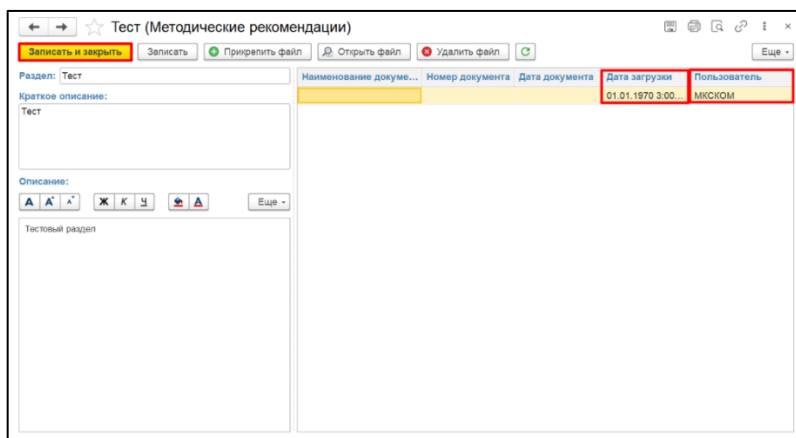 Тест (Методические рекомендации)
Записать и закрыть Записать Прикрепить файл Открыть файл Удалить файл Еще
Раздел: Тест
Краткое описание:
Тест
Описание:
А А А Ж К Ч А Еще
Тестовый раздел
Наименование докуме... Номер документа Дата документа Дата загрузки Пользователь
01.01.1970 3:00... МКСКОМ